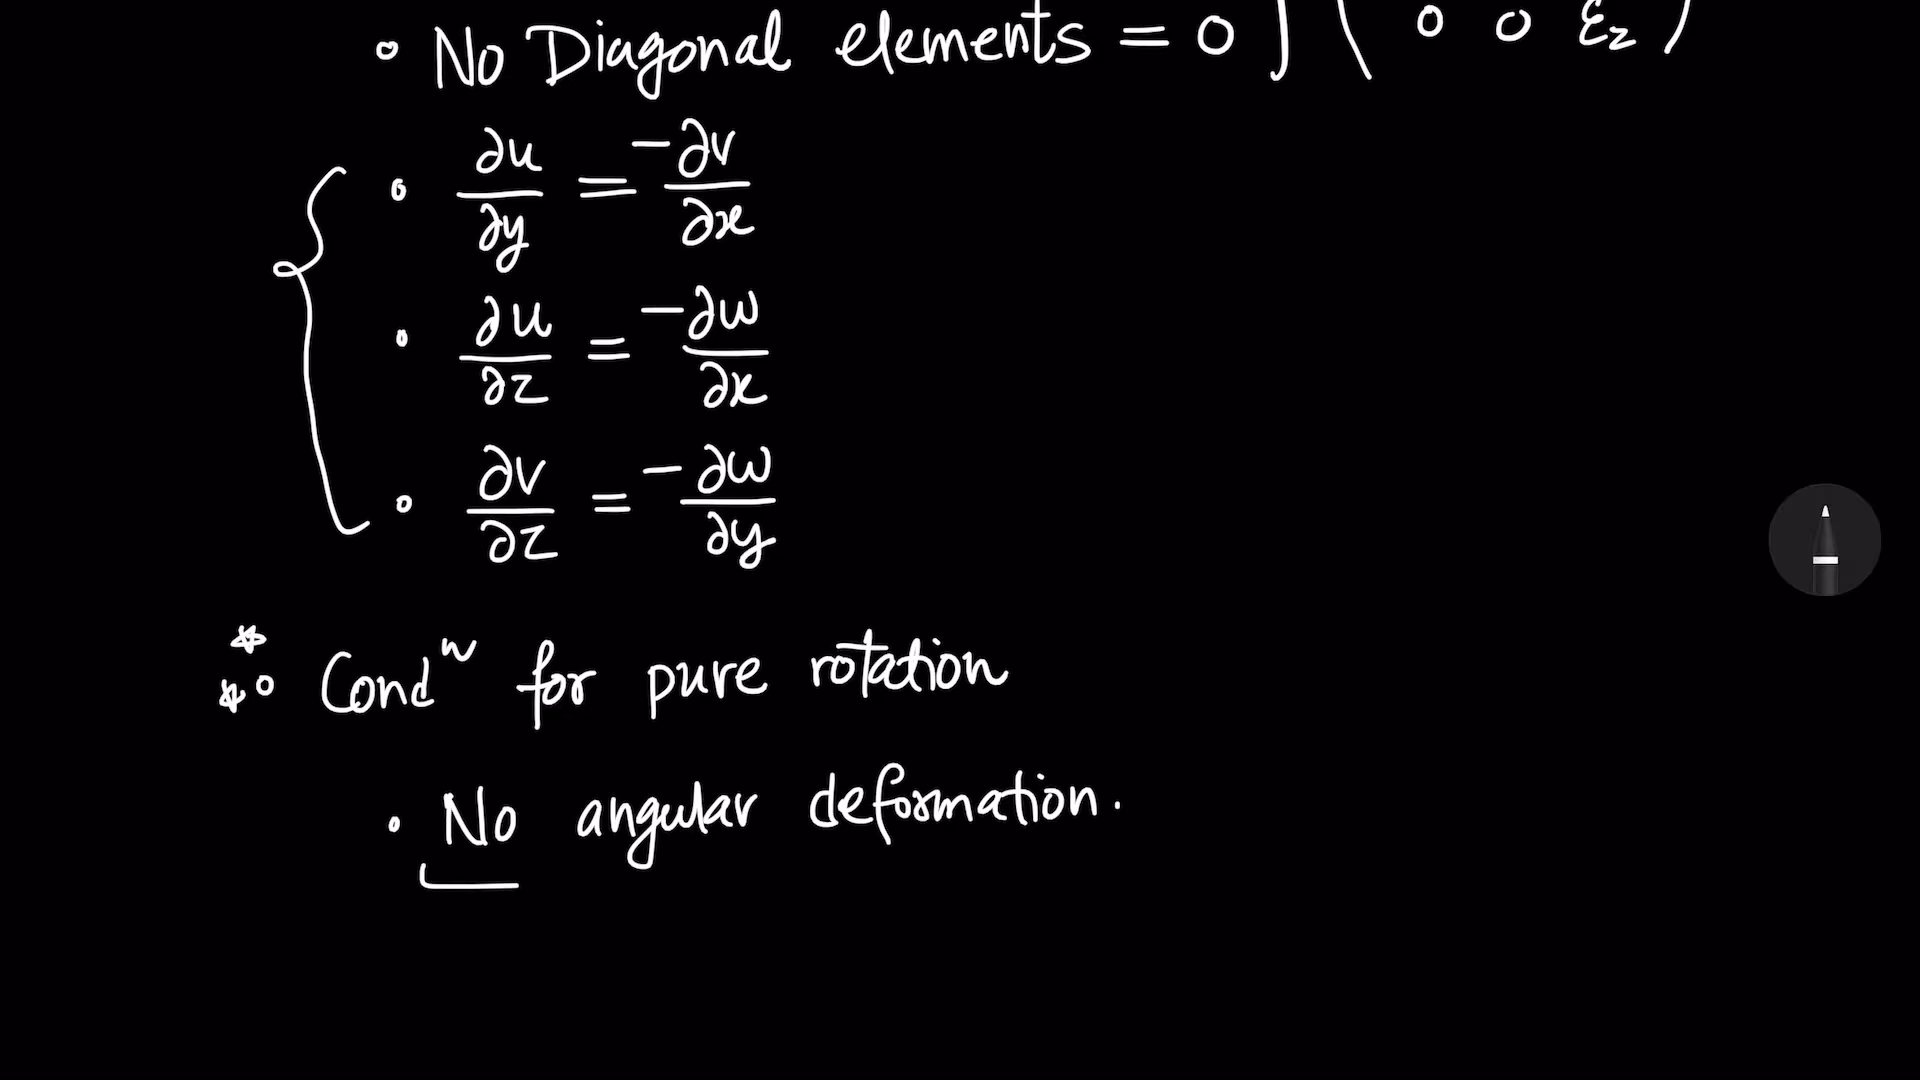 • No Diagonal elements = 0 ] ( 0 0 εz )
{ • ∂u/∂y = -∂v/∂x
• ∂u/∂z = -∂w/∂x
• ∂v/∂z = -∂w/∂y
** • Condⁿ for pure rotation
• No angular deformation.